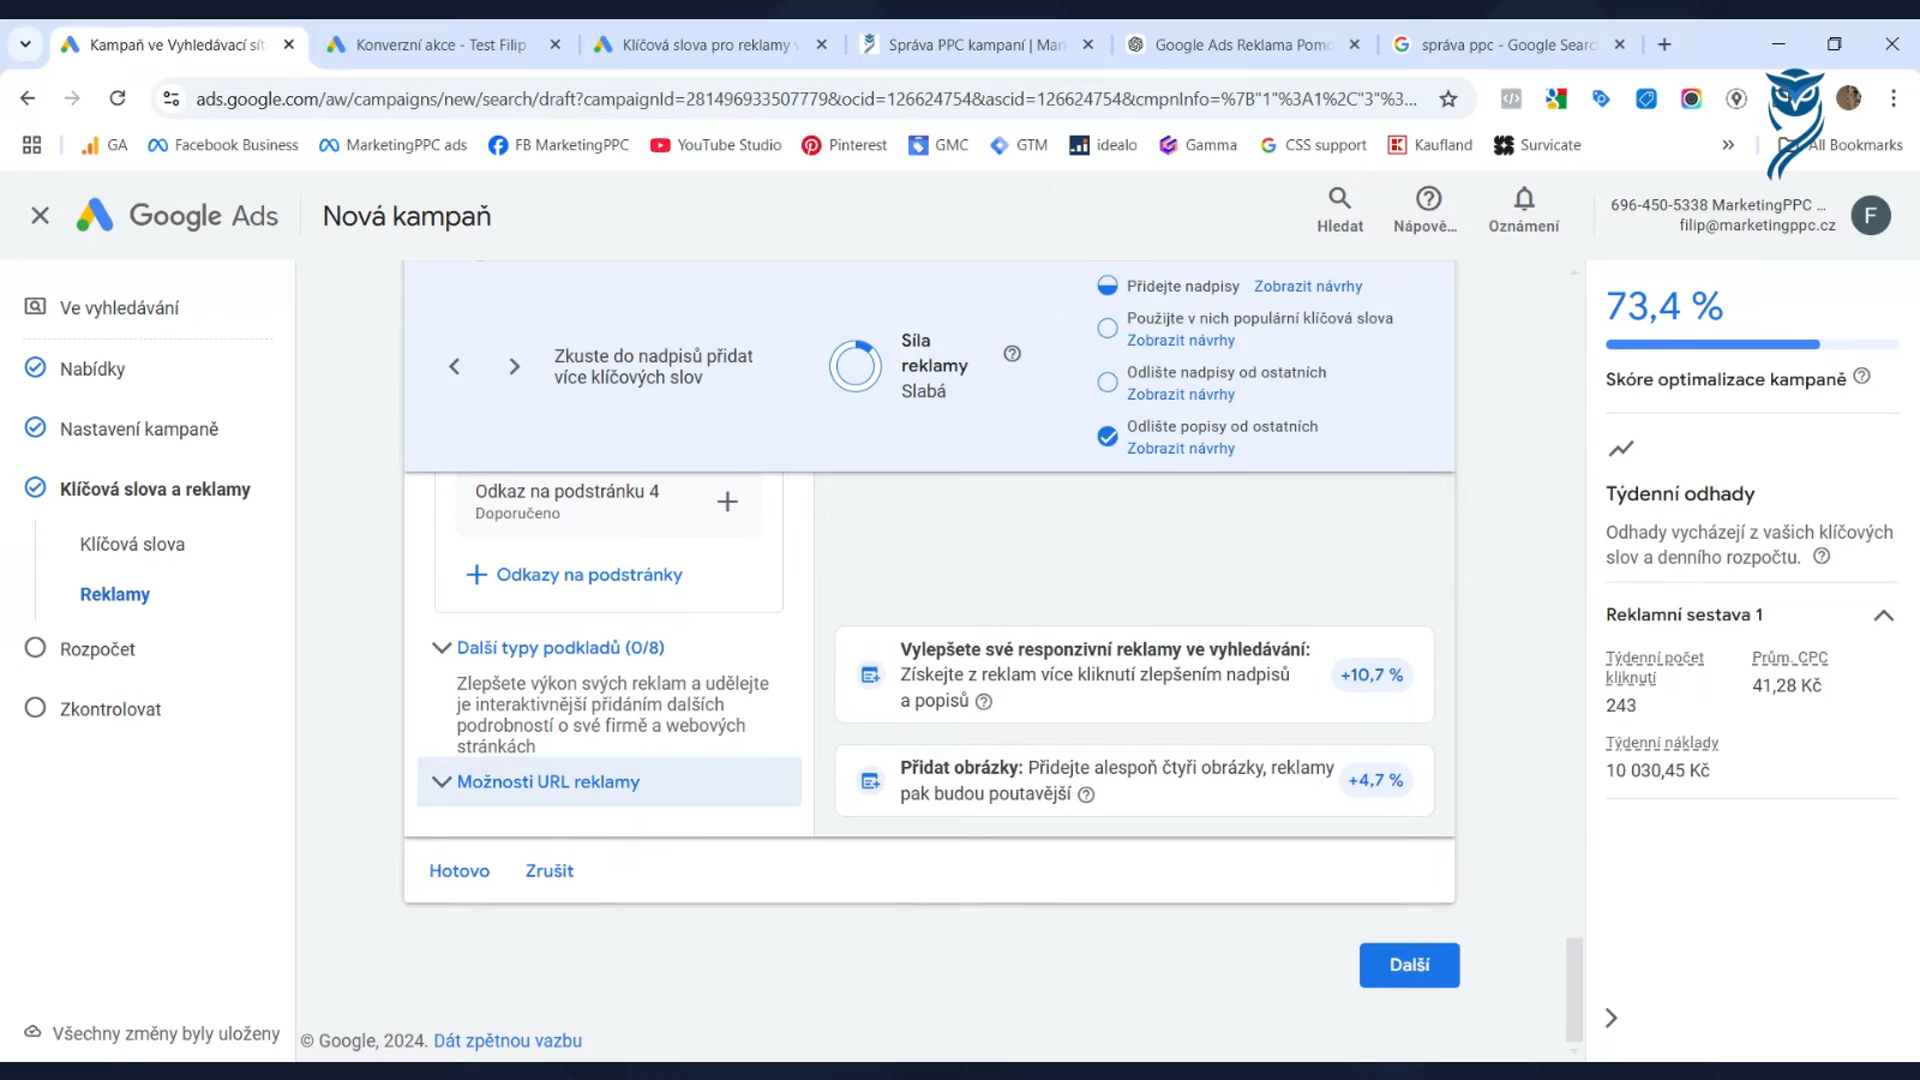 Kampaň ve Vyhledávací sít
Konverzní akce - Test Filip
Klíčová slova pro reklamy v
Správa PPC kampaní | Mar
Google Ads Reklama Pomo
správa ppc - Google Searc
ads.google.com/aw/campaigns/new/search/draft?campaignId=281496933507779&ocid=126624754&ascid=126624754&cmpnInfo=%7B"1"%3A1%2C"3"%3...
GA
Facebook Business
MarketingPPC ads
FB MarketingPPC
YouTube Studio
Pinterest
GMC
GTM
idealo
Gamma
CSS support
Kaufland
Survicate
All Bookmarks
Google Ads
Nová kampaň
Hledat
Nápově...
Oznámení
696-450-5338 MarketingPPC ...
filip@marketingppc.cz
F
Ve vyhledávání
Nabídky
Nastavení kampaně
Klíčová slova a reklamy
Klíčová slova
Reklamy
Rozpočet
Zkontrolovat
Všechny změny byly uloženy
Zkuste do nadpisů přidat
více klíčových slov
Síla
reklamy
Slabá
Přidejte nadpisy Zobrazit návrhy
Použijte v nich populární klíčová slova
Zobrazit návrhy
Odlište nadpisy od ostatních
Zobrazit návrhy
Odlište popisy od ostatních
Zobrazit návrhy
Odkaz na podstránku 4
Doporučeno
Odkazy na podstránky
Další typy podkladů (0/8)
Zlepšete výkon svých reklam a udělejte
je interaktivnější přidáním dalších
podrobností o své firmě a webových
stránkách
Možnosti URL reklamy
Vylepšete své responzivní reklamy ve vyhledávání:
Získejte z reklam více kliknutí zlepšením nadpisů
a popisů
+10,7 %
Přidat obrázky: Přidejte alespoň čtyři obrázky, reklamy
pak budou poutavější
+4,7 %
Hotovo
Zrušit
Další
© Google, 2024. Dát zpětnou vazbu
73,4 %
Skóre optimalizace kampaně
Týdenní odhady
Odhady vycházejí z vašich klíčových
slov a denního rozpočtu.
Reklamní sestava 1
Týdenní počet
kliknutí
243
Prům. CPC
41,28 Kč
Týdenní náklady
10 030,45 Kč